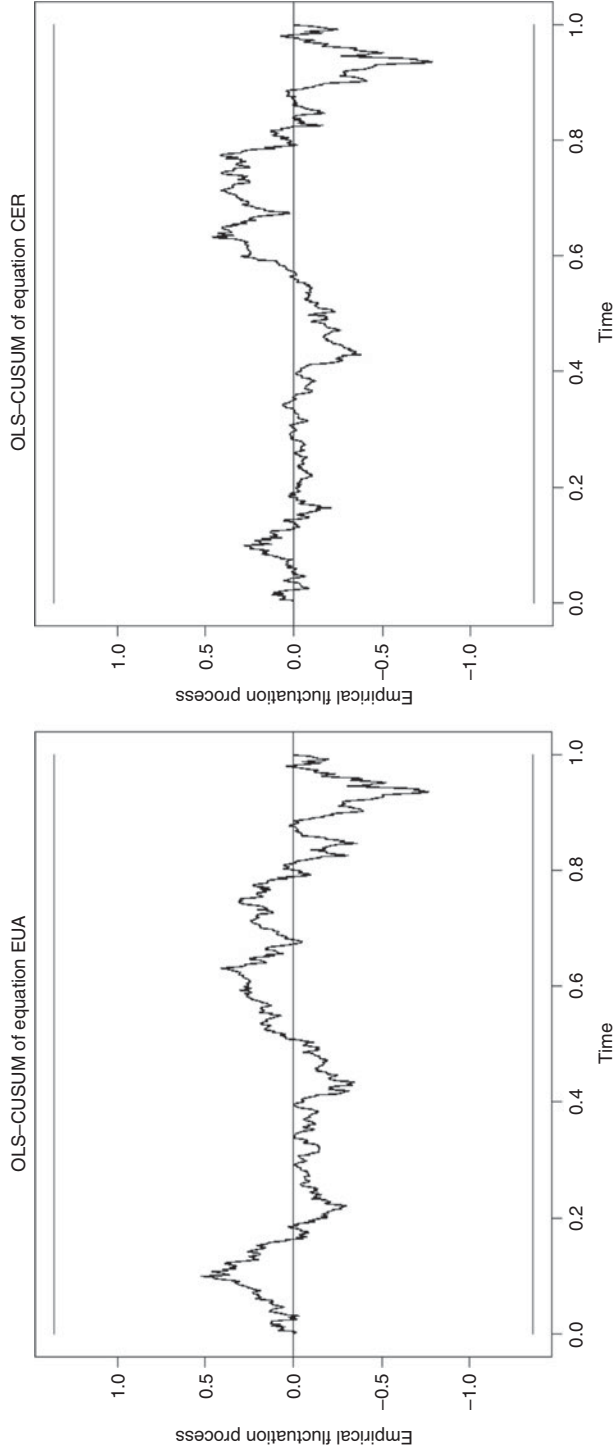 OLS–CUSUM of equation EUA
Empirical fluctuation process
1.0
0.5
0.0
−0.5
−1.0
0.0 0.2 0.4 0.6 0.8 1.0
Time
OLS–CUSUM of equation CER
Empirical fluctuation process
1.0
0.5
0.0
−0.5
−1.0
0.0 0.2 0.4 0.6 0.8 1.0
Time